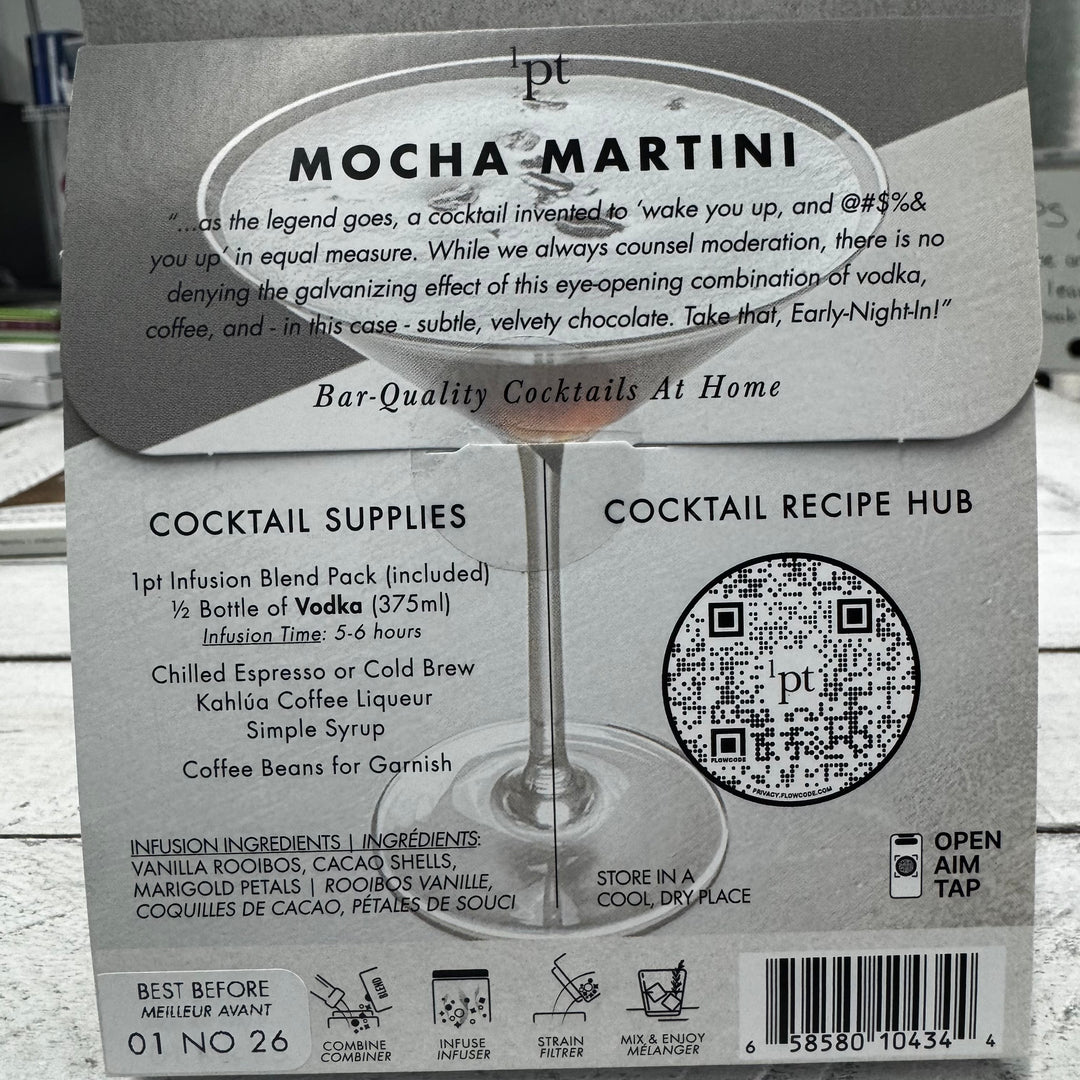 1pt
MOCHA MARTINI
“...as the legend goes, a cocktail invented to ‘wake you up, and @#$%&
you up’ in equal measure. While we always counsel moderation, there is no
denying the galvanizing effect of this eye-opening combination of vodka,
coffee, and - in this case - subtle, velvety chocolate. Take that, Early-Night-In!”
Bar-Quality Cocktails At Home
COCKTAIL SUPPLIES
1pt Infusion Blend Pack (included)
½ Bottle of Vodka (375ml)
Infusion Time: 5-6 hours
Chilled Espresso or Cold Brew
Kahlúa Coffee Liqueur
Simple Syrup
Coffee Beans for Garnish
INFUSION INGREDIENTS | INGRÉDIENTS:
VANILLA ROOIBOS, CACAO SHELLS,
MARIGOLD PETALS | ROOIBOS VANILLE,
COQUILLES DE CACAO, PÉTALES DE SOUCI
COCKTAIL RECIPE HUB
1pt
FLOWCODE
PRIVACY.FLOWCODE.COM
OPEN
AIM
TAP
STORE IN A
COOL, DRY PLACE
BEST BEFORE
MEILLEUR AVANT
01 NO 26
BLEND
COMBINE
COMBINER
INFUSE
INFUSER
STRAIN
FILTRER
MIX & ENJOY
MÉLANGER
6 58580 10434 4